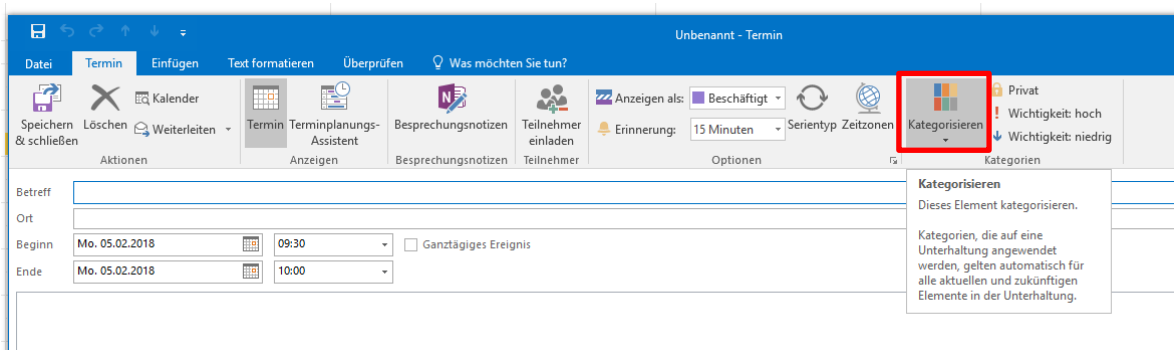 Unbenannt - Termin
Datei Termin Einfügen Text formatieren Überprüfen Was möchten Sie tun?
Speichern & schließen
Löschen
Kalender
Weiterleiten
Aktionen
Termin
Terminplanungs-Assistent
Anzeigen
Besprechungsnotizen
Besprechungsnotizen
Teilnehmer einladen
Teilnehmer
Anzeigen als: Beschäftigt
Erinnerung: 15 Minuten
Serientyp
Zeitzonen
Optionen
Kategorisieren
Privat
Wichtigkeit: hoch
Wichtigkeit: niedrig
Kategorien
Betreff
Ort
Beginn Mo. 05.02.2018 09:30 Ganztägiges Ereignis
Ende Mo. 05.02.2018 10:00
Kategorisieren
Dieses Element kategorisieren.
Kategorien, die auf eine
Unterhaltung angewendet
werden, gelten automatisch für
alle aktuellen und zukünftigen
Elemente in der Unterhaltung.